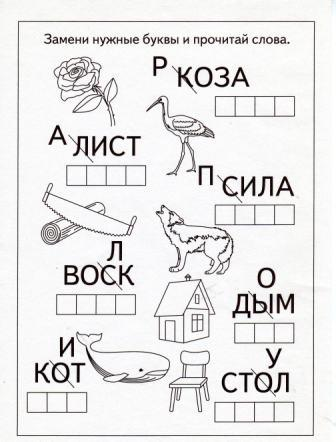 Замени нужные буквы и прочитай слова.
Р
КОЗА
А
ЛИСТ
П
СИЛА
Л
ВОСК
О
ДЫМ
И
КОТ
У
СТОЛ